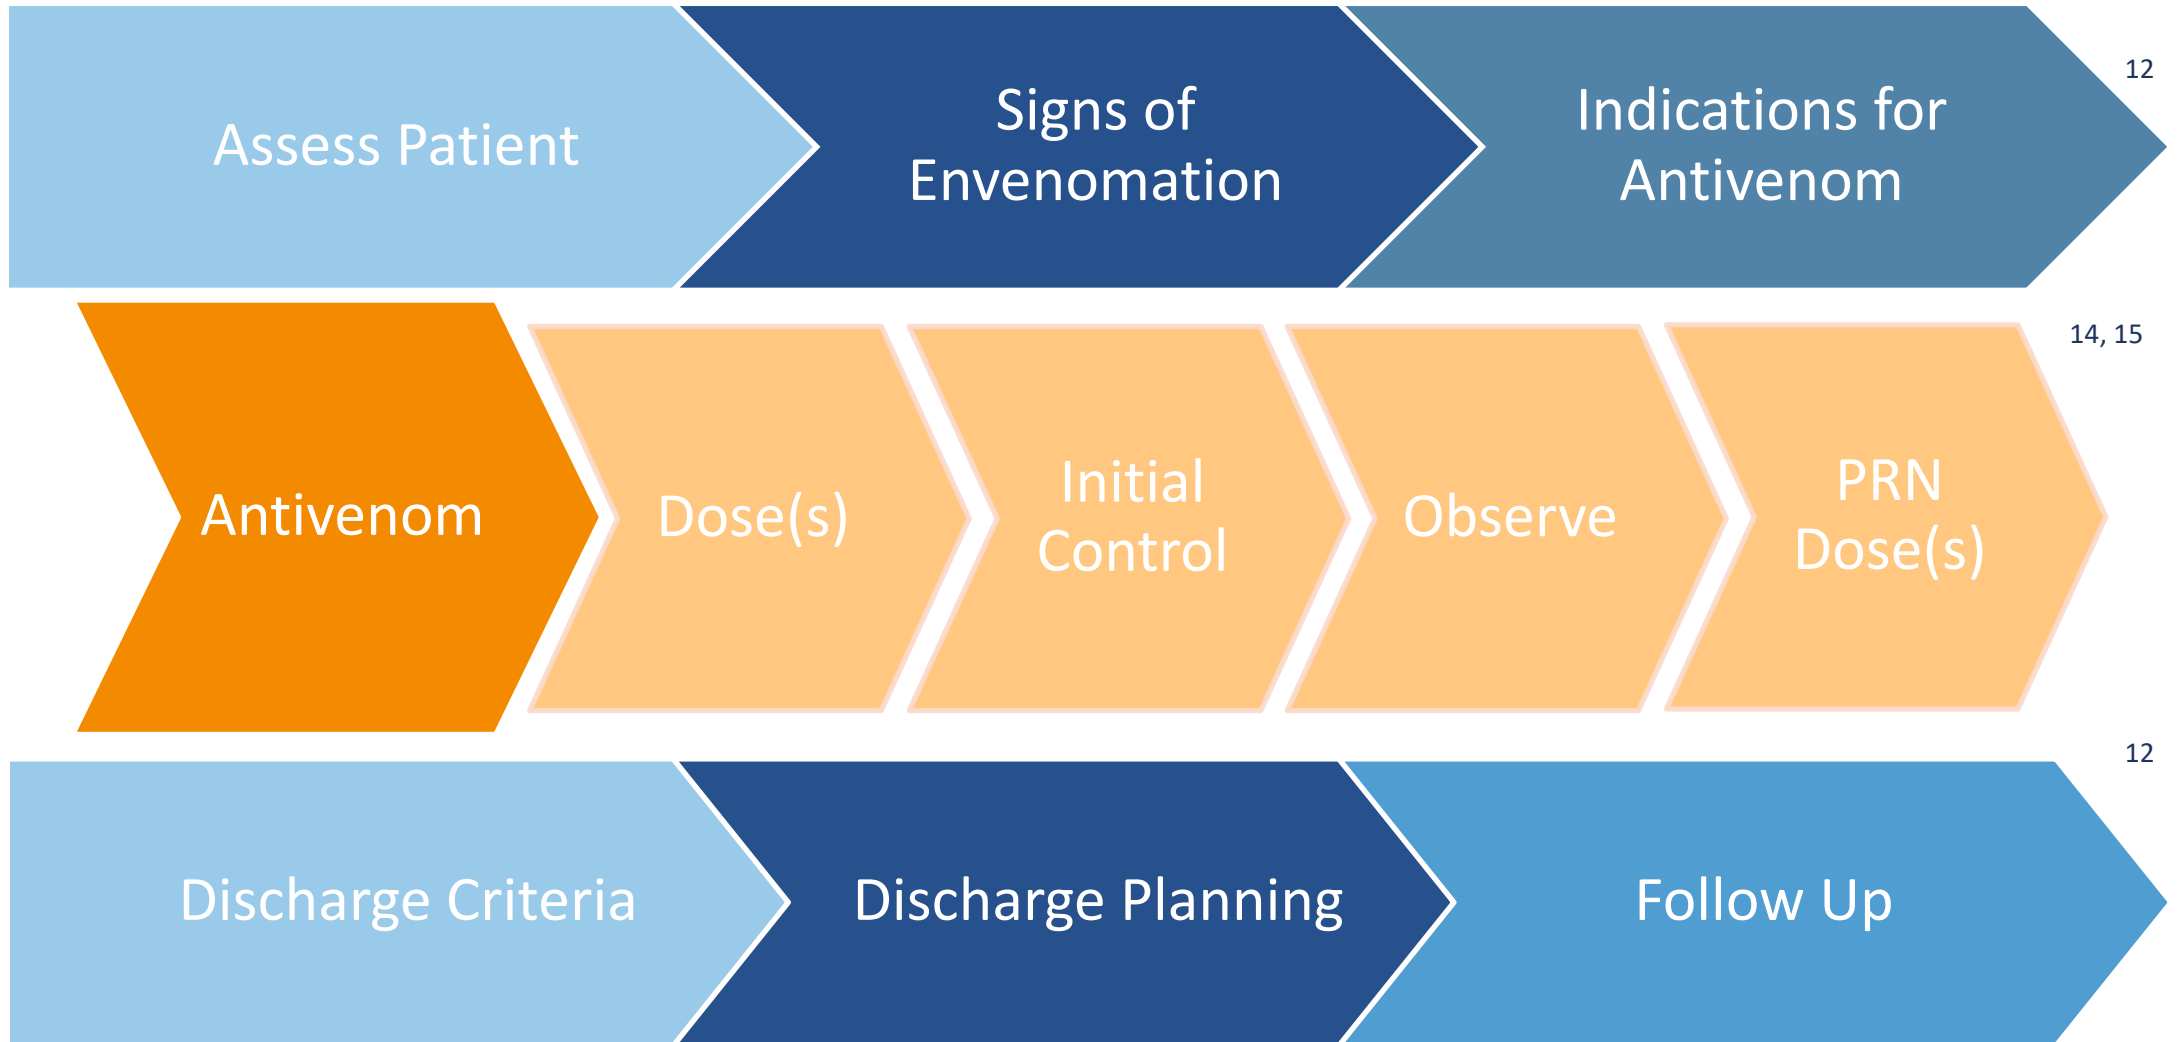 Assess Patient
Signs of
Envenomation
Indications for
Antivenom
12
Antivenom
Dose(s)
Initial
Control
Observe
PRN
Dose(s)
14, 15
Discharge Criteria
Discharge Planning
Follow Up
12